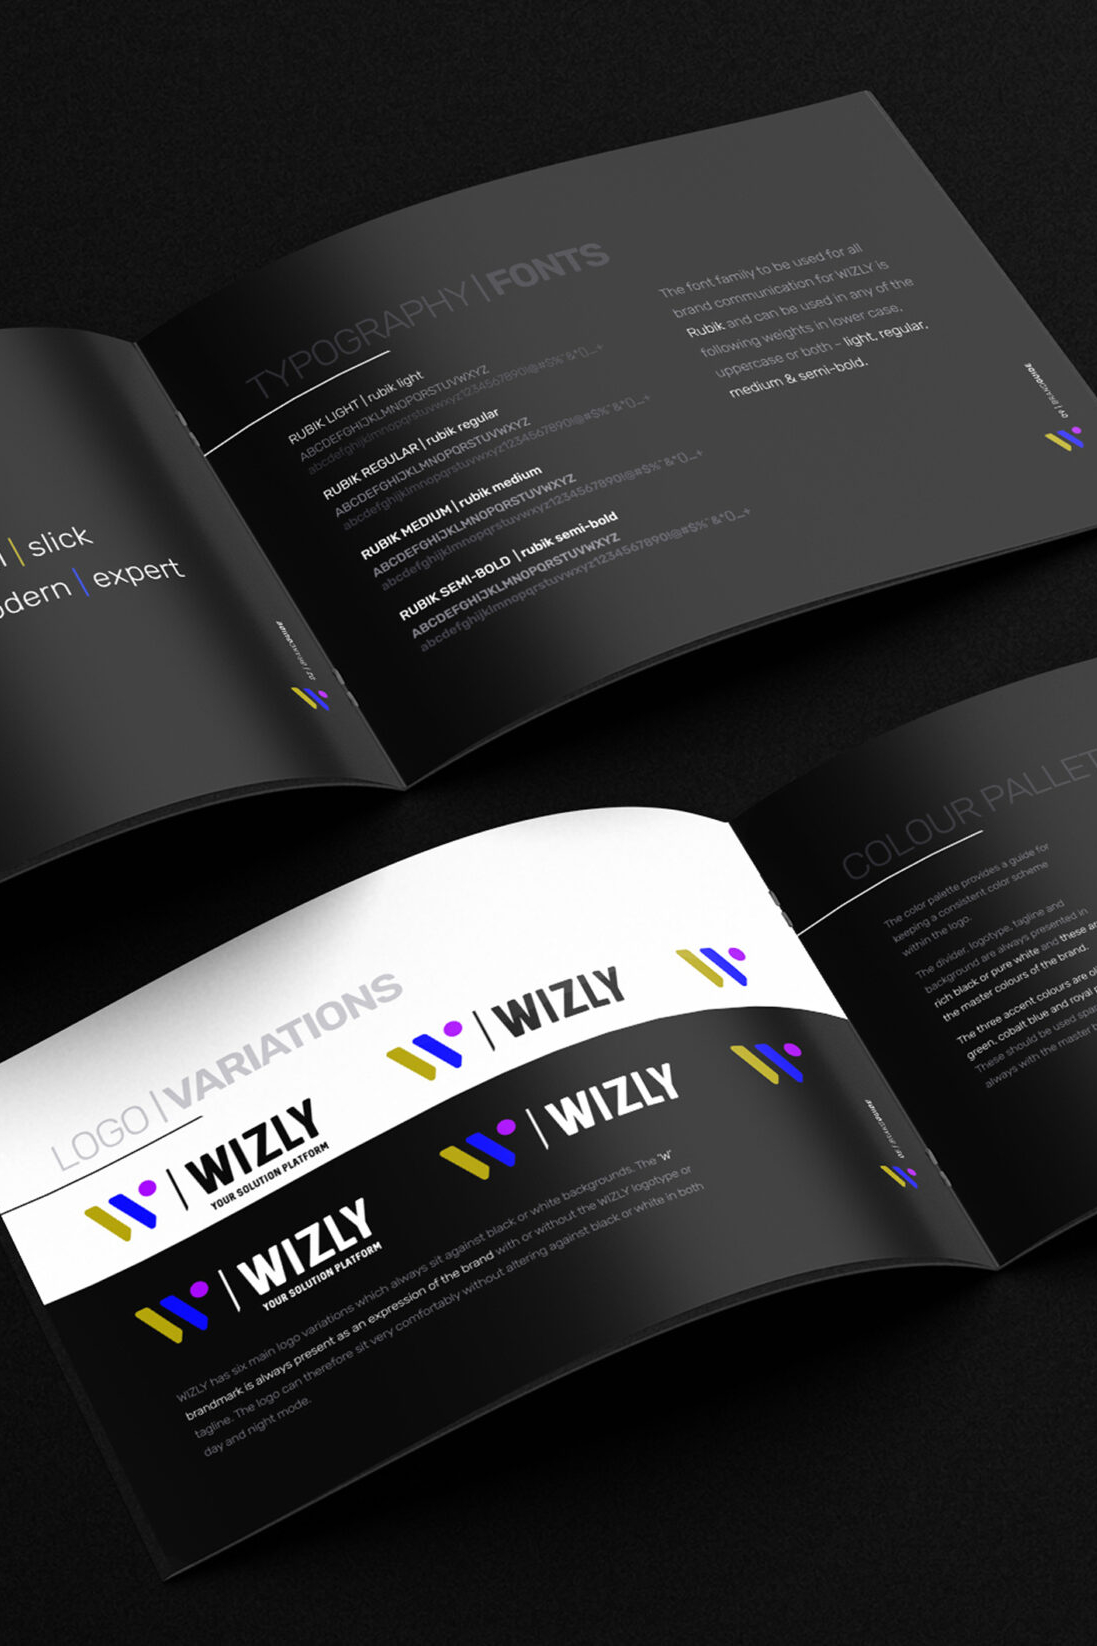 slick
expert
02 | BRANDGUIDE
TYPOGRAPHY | FONTS
RUBIK LIGHT | rubik light
ABCDEFGHIJKLMNOPQRSTUVWXYZ
abcdefghijklmnopqrstuvwxyz1234567890!@#$%^&*()_+
RUBIK REGULAR | rubik regular
ABCDEFGHIJKLMNOPQRSTUVWXYZ
abcdefghijklmnopqrstuvwxyz1234567890!@#$%^&*()_+
RUBIK MEDIUM | rubik medium
ABCDEFGHIJKLMNOPQRSTUVWXYZ
abcdefghijklmnopqrstuvwxyz1234567890!@#$%^&*()_+
RUBIK SEMI-BOLD | rubik semi-bold
ABCDEFGHIJKLMNOPQRSTUVWXYZ
abcdefghijklmnopqrstuvwxyz1234567890!@#$%^&*()_+
The font family to be used for all
brand communication for WIZLY is
Rubik and can be used in any of the
following weights in lower case,
uppercase or both – light, regular,
medium & semi-bold.
09 | BRANDGUIDE
LOGO | VARIATIONS
WIZLY
YOUR SOLUTION PLATFORM
WIZLY
WIZLY
YOUR SOLUTION PLATFORM
WIZLY
WIZLY has six main logo variations which always sit against black or white backgrounds. The 'W'
brandmark is always present as an expression of the brand with or without the WIZLY logotype or
tagline. The logo can therefore sit very comfortably without altering against black or white in both
day and night mode.
BRANDGUIDE
COLOUR PALLET
The color palette provides a guide for
keeping a consistent color scheme
within the logo.
The divider, logotype, tagline and
background are always presented in
rich black or pure white and these
the master colours of the brand.
The three accent colours are
green, cobalt blue and royal
These should be used
always with the master